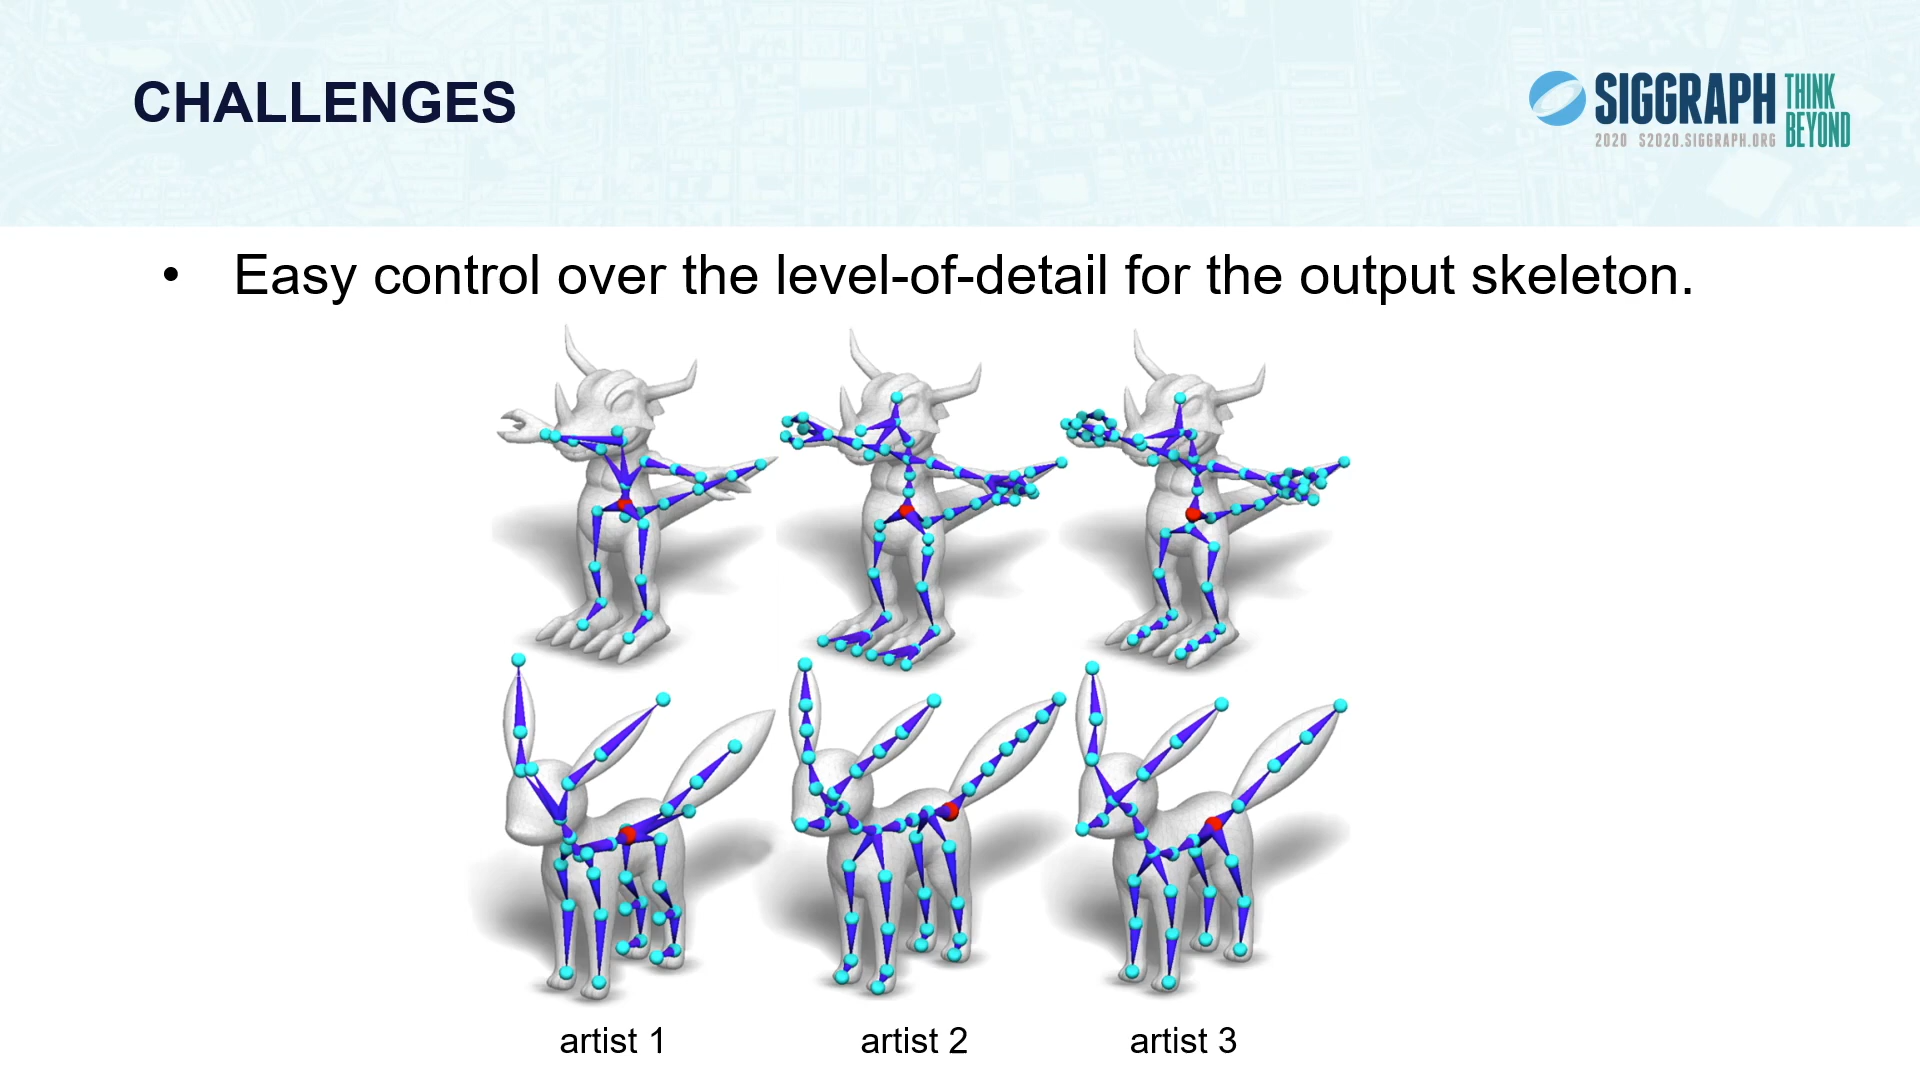 CHALLENGES
SIGGRAPH
THINK
BEYOND
2020 S2020.SIGGRAPH.ORG
• Easy control over the level-of-detail for the output skeleton.
artist 1
artist 2
artist 3